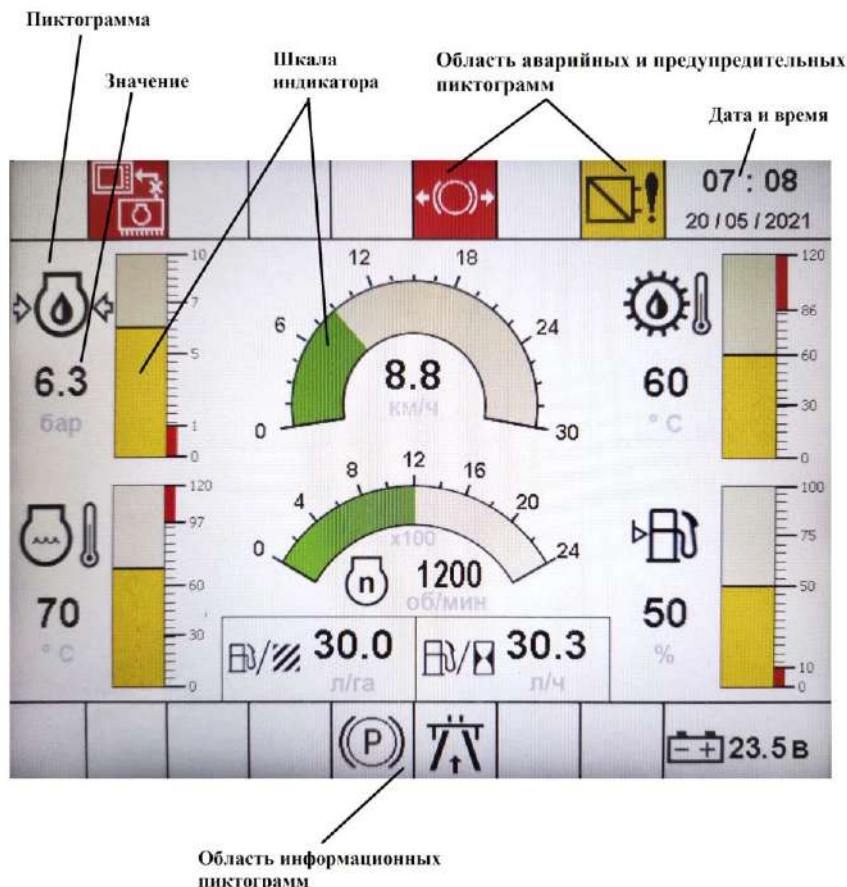 Пиктограмма
Значение
Шкала
индикатора
Область аварийных и предупредительных
пиктограмм
Дата и время
07 : 08
20 / 05 / 2021
10
7
5
1
0
6.3
бар
0
6
12
18
24
30
8.8
км/ч
120
86
60
30
0
60
° C
120
97
60
30
0
70
° C
0
4
8
12
16
20
24
x100
n
1200
об/мин
100
75
50
10
0
50
%
30.0
л/га
30.3
л/ч
(P)
- +
23.5 В
Область информационных
пиктограмм